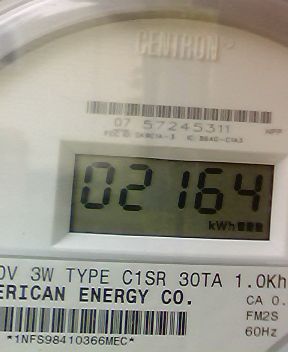 CENTRON®
07 57245311
NPP
02164
kWh
0V 3W TYPE C1SR 30TA 1.0Kh
ERICAN ENERGY CO.
CA 0.
FM2S
60Hz
*1NFS98410366MEC*